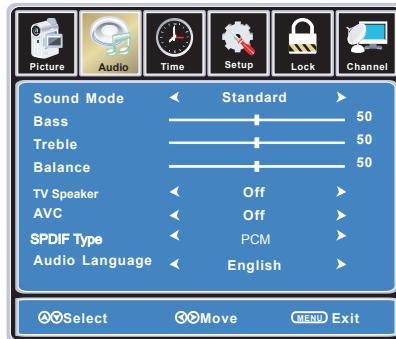 Picture Audio Time Setup Lock Channel
Sound Mode Standard
Bass 50
Treble 50
Balance 50
TV Speaker Off
AVC Off
SPDIF Type PCM
Audio Language English
Select Move MENU Exit